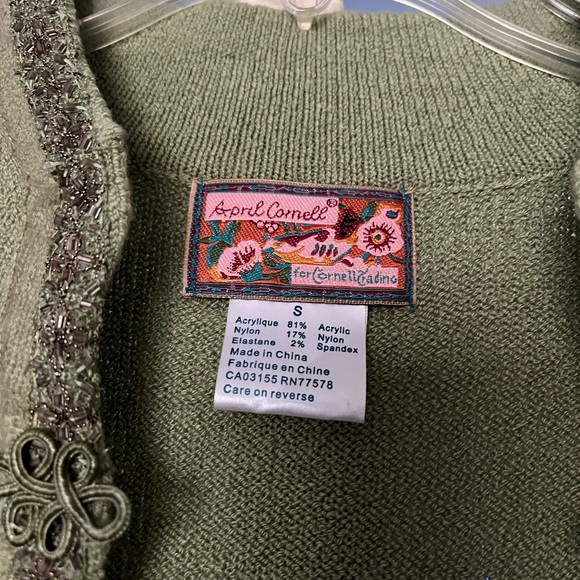 April Cornell®
for Cornell Trading
S
Acrylique 81% Acrylic
Nylon 17% Nylon
Elastane 2% Spandex
Made in China
Fabrique en Chine
CA03155 RN77578
Care on reverse